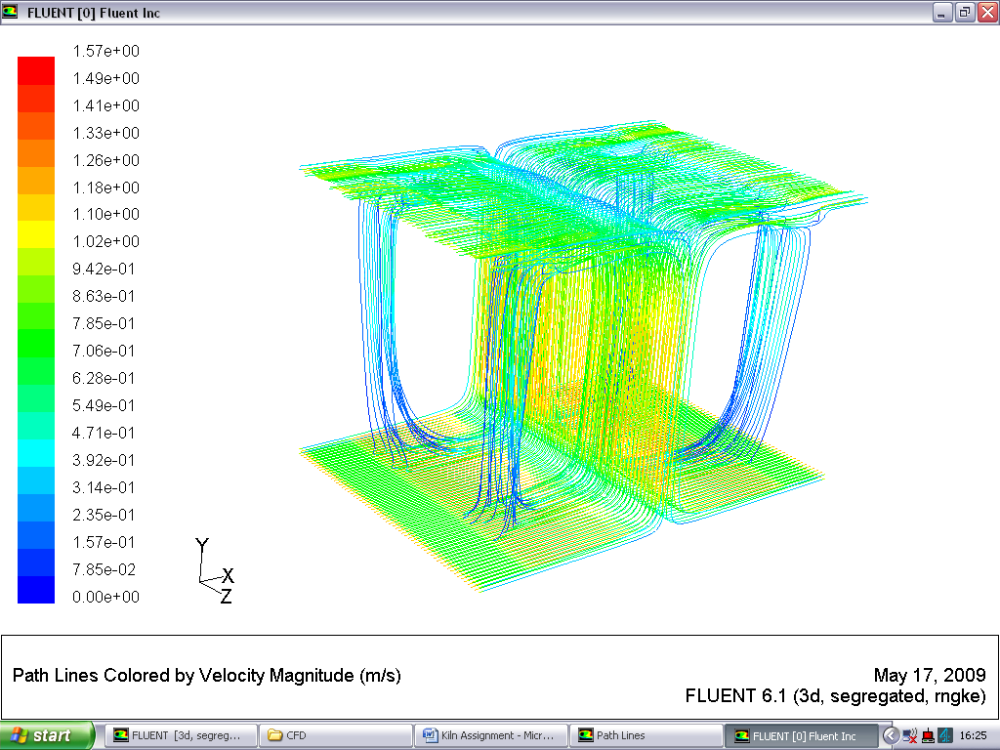 FLUENT [0] Fluent Inc
1.57e+00
1.49e+00
1.41e+00
1.33e+00
1.26e+00
1.18e+00
1.10e+00
1.02e+00
9.42e-01
8.63e-01
7.85e-01
7.06e-01
6.28e-01
5.49e-01
4.71e-01
3.92e-01
3.14e-01
2.35e-01
1.57e-01
7.85e-02
0.00e+00
Y
X
Z
Path Lines Colored by Velocity Magnitude (m/s)
May 17, 2009
FLUENT 6.1 (3d, segregated, rngke)
start
FLUENT [3d, segreg...
CFD
Kiln Assignment - Micr...
Path Lines
FLUENT [0] Fluent Inc
16:25